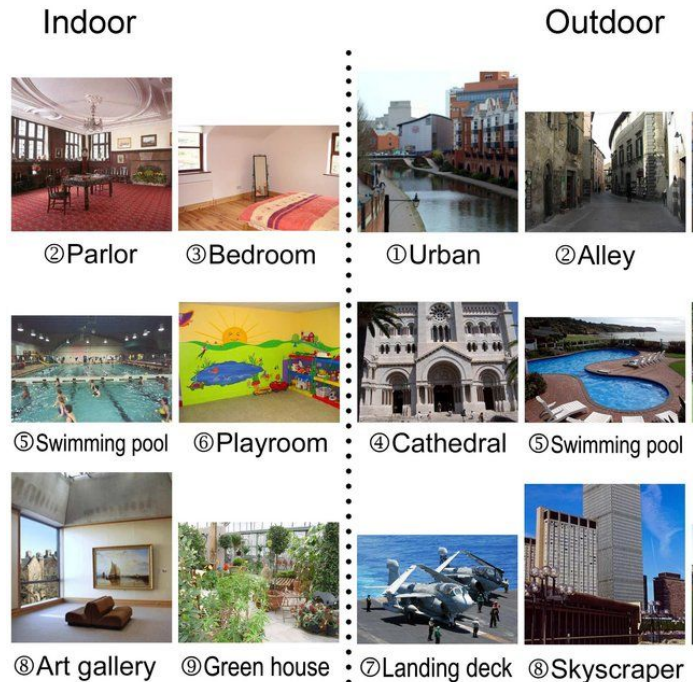 Indoor
Outdoor
②Parlor
③Bedroom
①Urban
②Alley
⑤Swimming pool
⑥Playroom
④Cathedral
⑤Swimming pool
⑧Art gallery
⑨Green house
⑦Landing deck
⑧Skyscraper